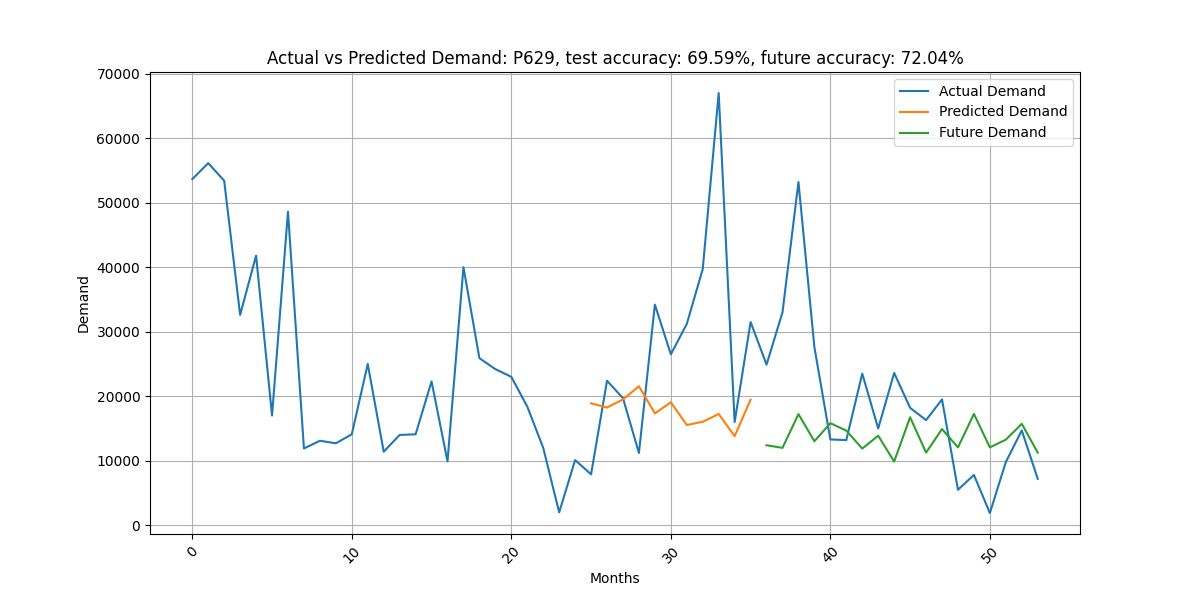 Actual vs Predicted Demand: P629, test accuracy: 69.59%, future accuracy: 72.04%
70000
60000
50000
40000
30000
20000
10000
0
Demand
Actual Demand
Predicted Demand
Future Demand
0 10 20 30 40 50
Months